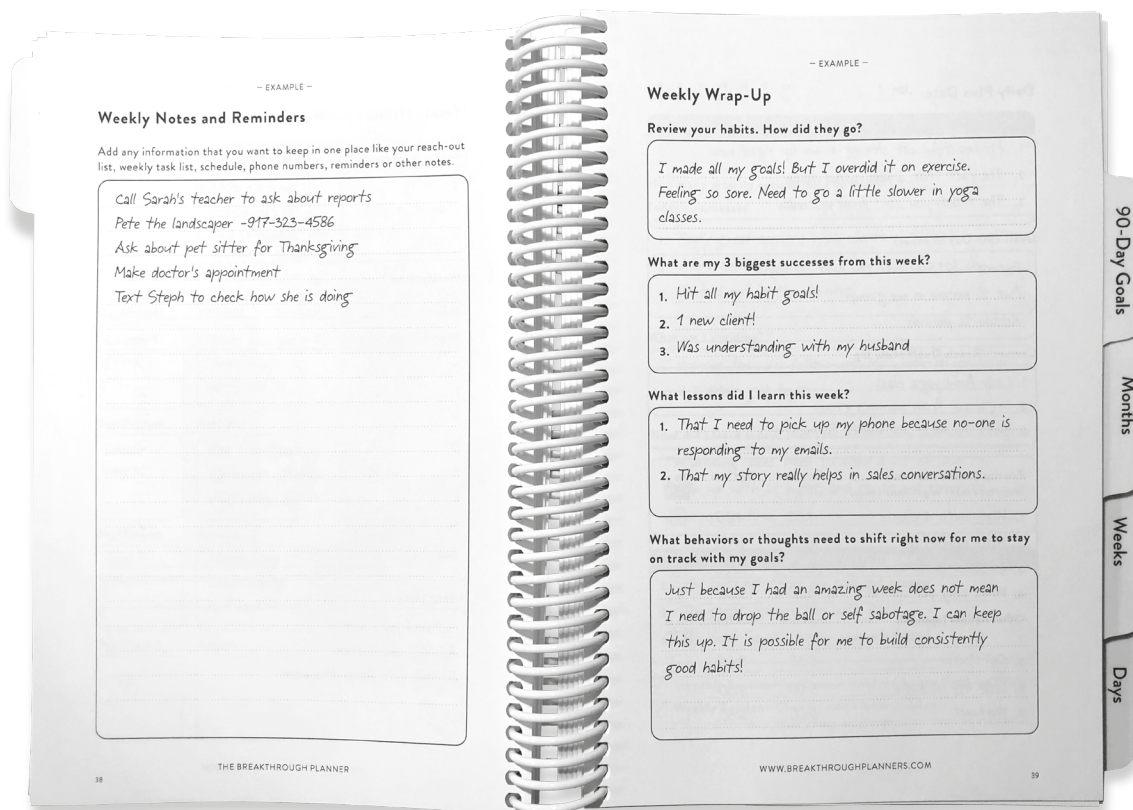 — EXAMPLE —
Weekly Notes and Reminders
Add any information that you want to keep in one place like your reach-out
list, weekly task list, schedule, phone numbers, reminders or other notes.
Call Sarah's teacher to ask about reports
Pete the landscaper -917-323-4586
Ask about pet sitter for Thanksgiving
Make doctor's appointment
Text Steph to check how she is doing
THE BREAKTHROUGH PLANNER
38
— EXAMPLE —
Weekly Wrap-Up
Review your habits. How did they go?
I made all my goals! But I overdid it on exercise.
Feeling so sore. Need to go a little slower in yoga
classes.
What are my 3 biggest successes from this week?
1. Hit all my habit goals!
2. 1 new client!
3. Was understanding with my husband
What lessons did I learn this week?
1. That I need to pick up my phone because no-one is
responding to my emails.
2. That my story really helps in sales conversations.
What behaviors or thoughts need to shift right now for me to stay
on track with my goals?
Just because I had an amazing week does not mean
I need to drop the ball or self sabotage. I can keep
this up. It is possible for me to build consistently
good habits!
WWW.BREAKTHROUGHPLANNERS.COM
39
90-Day Goals
Months
Weeks
Days